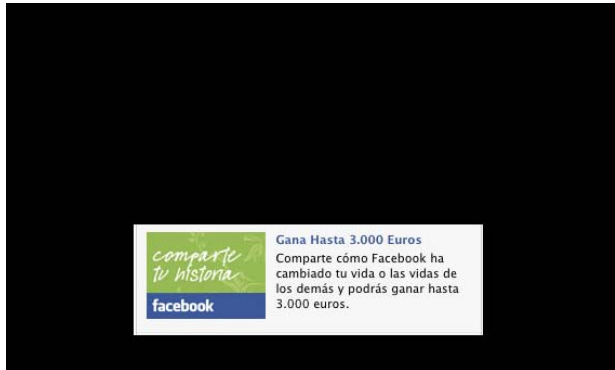 comparte
tu historia
facebook
Gana Hasta 3.000 Euros
Comparte cómo Facebook ha
cambiado tu vida o las vidas de
los demás y podrás ganar hasta
3.000 euros.